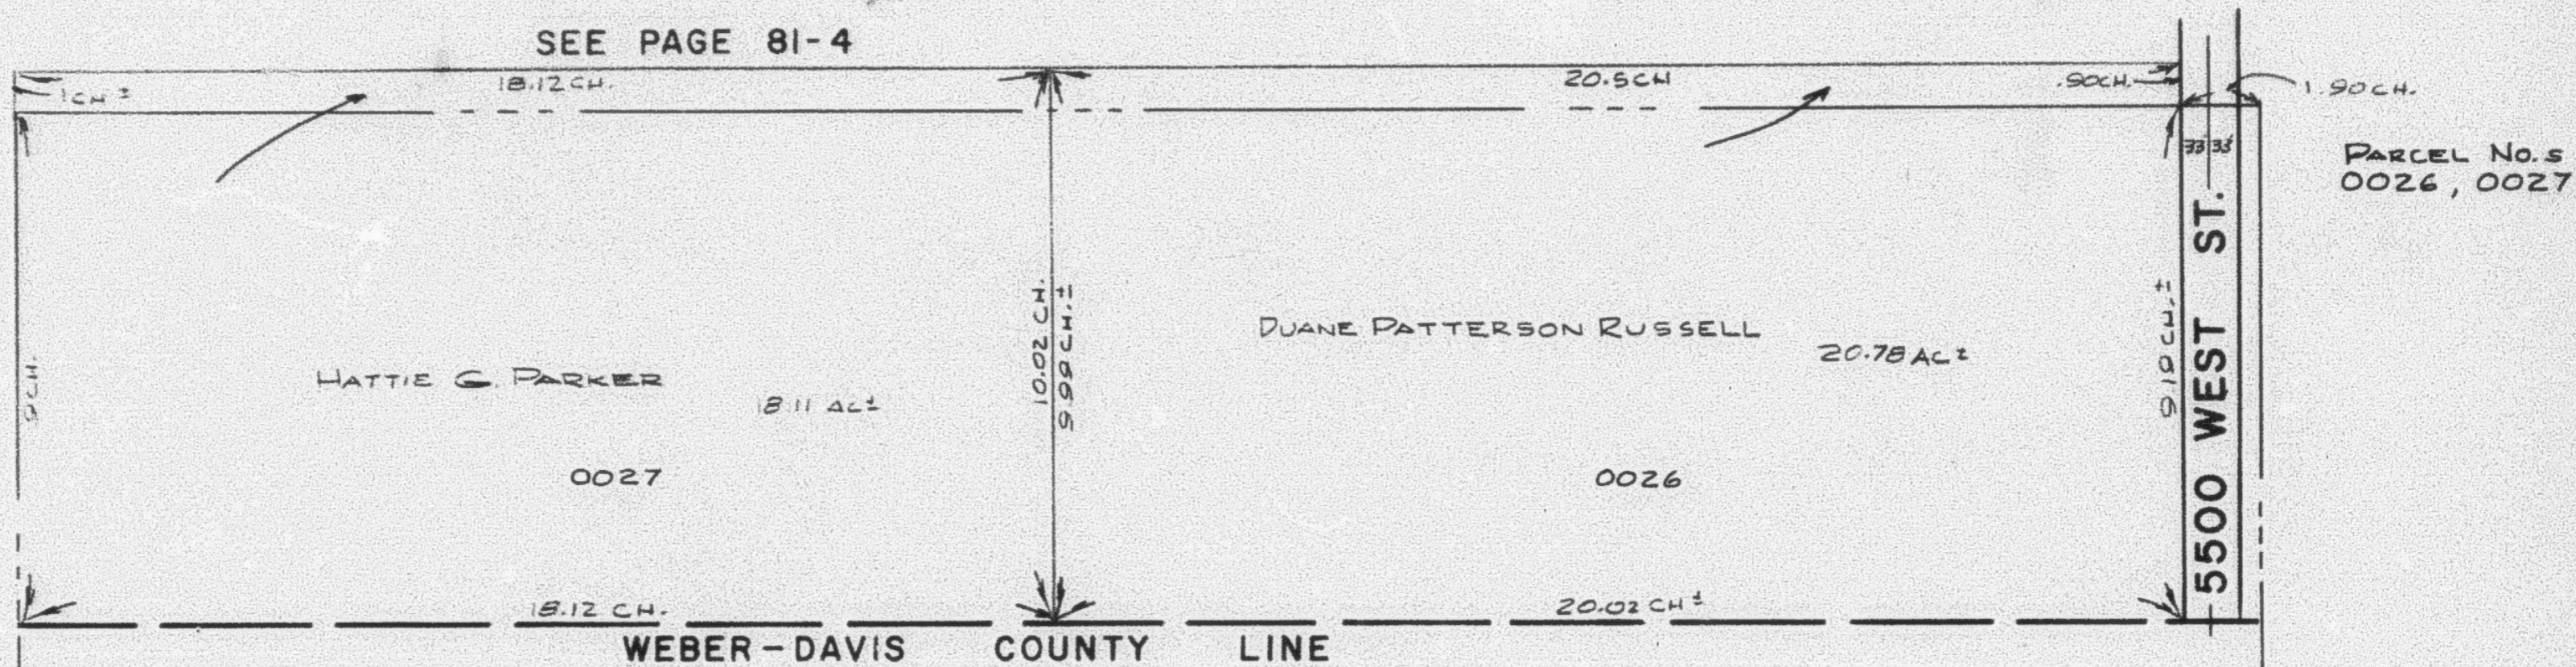 SEE PAGE 81-4
18.12 CH.
20.5 CH
.90 CH.
1.90 CH.
1 CH ±
33' 33'
PARCEL NO.S
0026, 0027
9 CH.
HATTIE G. PARKER
18.11 AC ±
0027
10.02 CH.
9.98 CH. ±
DUANE PATTERSON RUSSELL
20.78 AC ±
0026
9.19 CH. ±
5500 WEST ST.
18.12 CH.
20.02 CH ±
WEBER-DAVIS COUNTY LINE